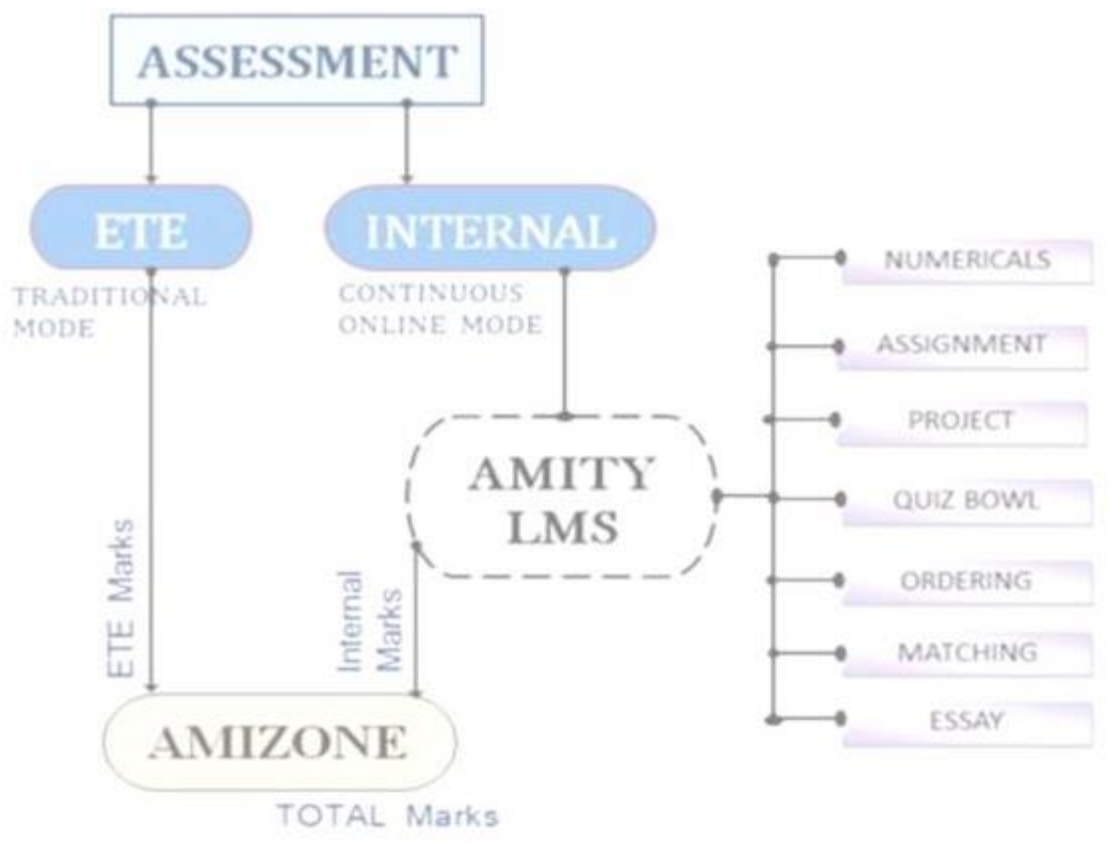 ASSESSMENT
ETE
INTERNAL
TRADITIONAL
MODE
CONTINUOUS
ONLINE MODE
NUMERICALS
ASSIGNMENT
PROJECT
QUIZ BOWL
ORDERING
MATCHING
ESSAY
AMITY
LMS
ETE Marks
Internal
Marks
AMIZONE
TOTAL Marks